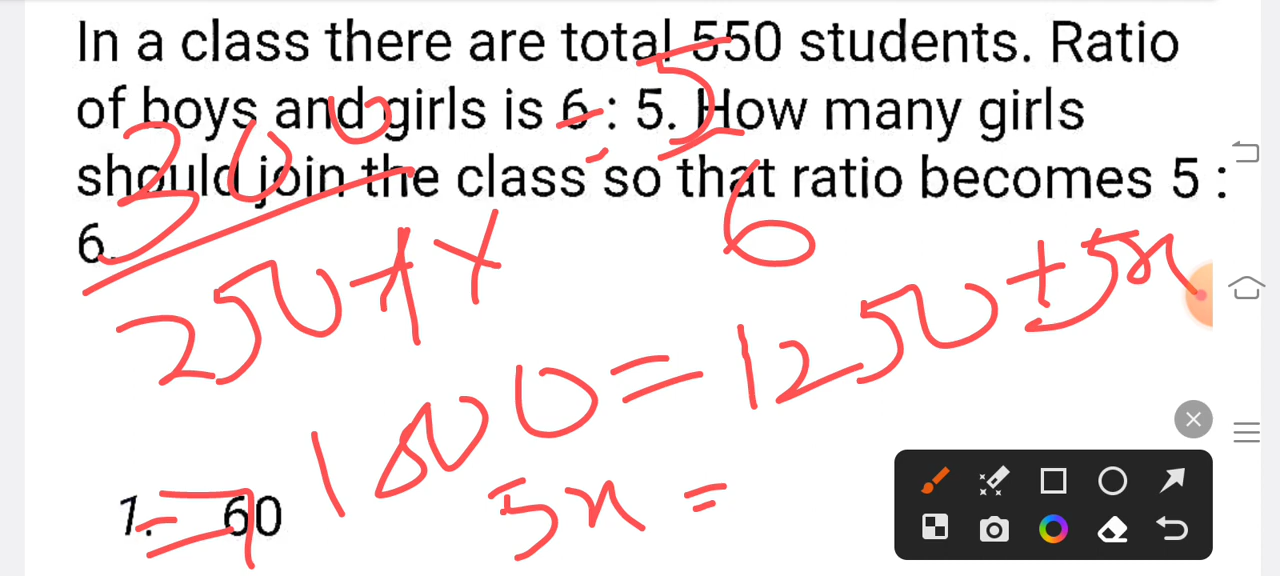 In a class there are total 550 students. Ratio
of boys and girls is 6 : 5. How many girls
should join the class so that ratio becomes 5 :
6.
300 = 5
250 + x 6
1800 = 1250 + 5x
5x =
1. 60